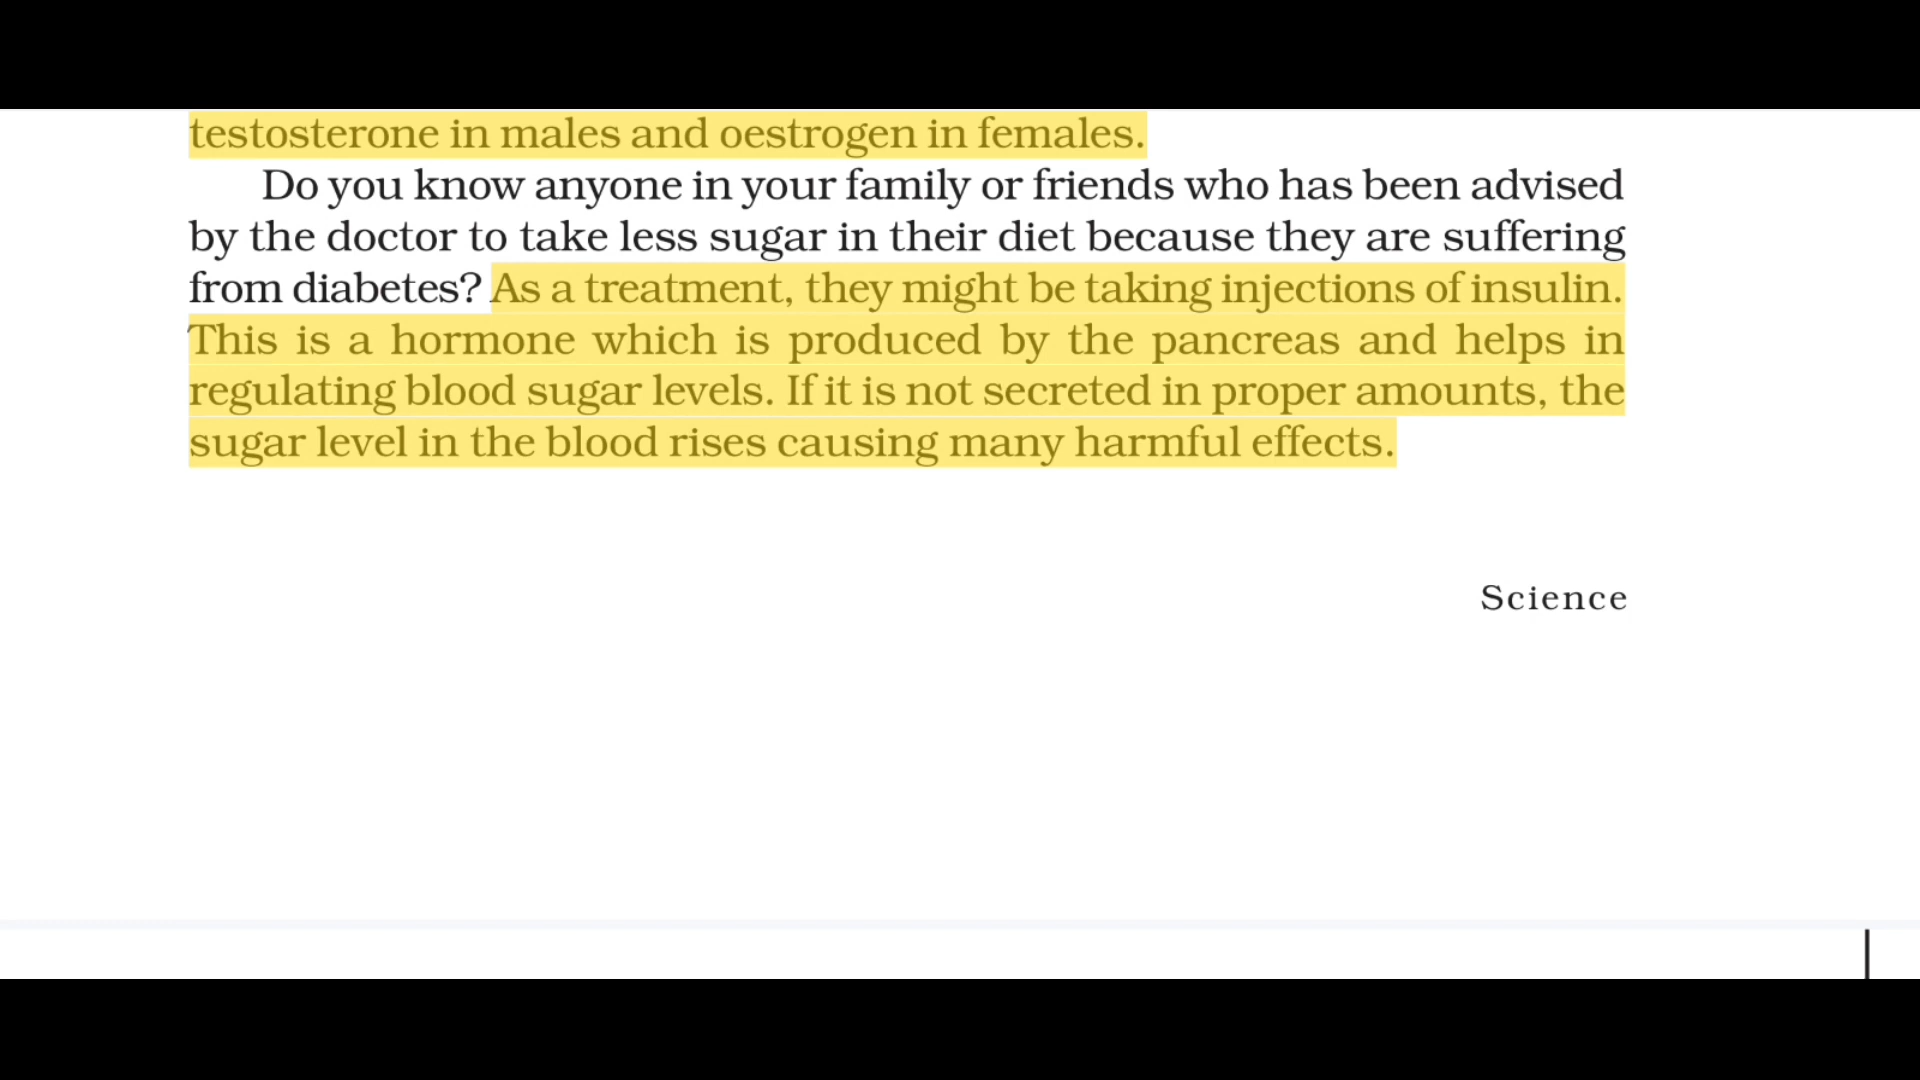 testosterone in males and oestrogen in females.
Do you know anyone in your family or friends who has been advised
by the doctor to take less sugar in their diet because they are suffering
from diabetes? As a treatment, they might be taking injections of insulin.
This is a hormone which is produced by the pancreas and helps in
regulating blood sugar levels. If it is not secreted in proper amounts, the
sugar level in the blood rises causing many harmful effects.
Science